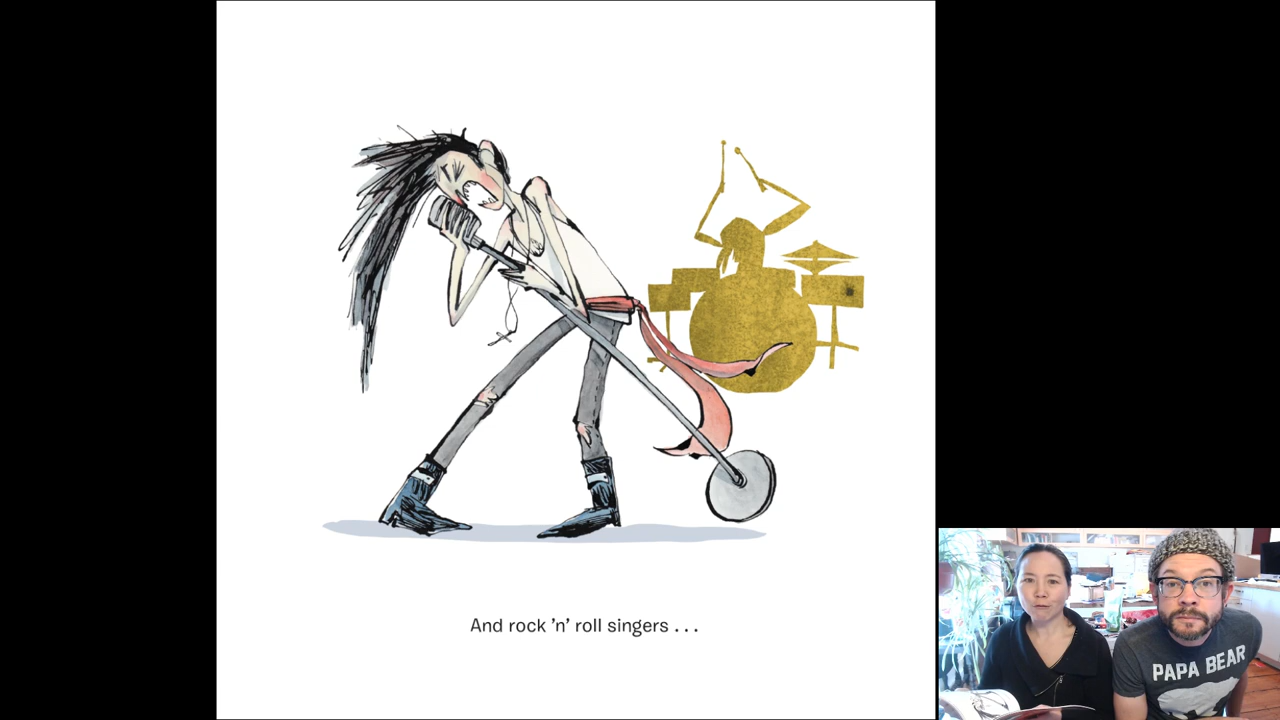 And rock ’n’ roll singers . . .
PAPA BEAR